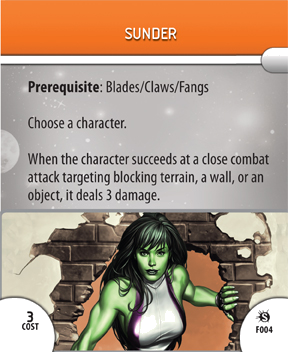 SUNDER
Prerequisite: Blades/Claws/Fangs
Choose a character.
When the character succeeds at a close combat
attack targeting blocking terrain, a wall, or an
object, it deals 3 damage.
3
COST
F004